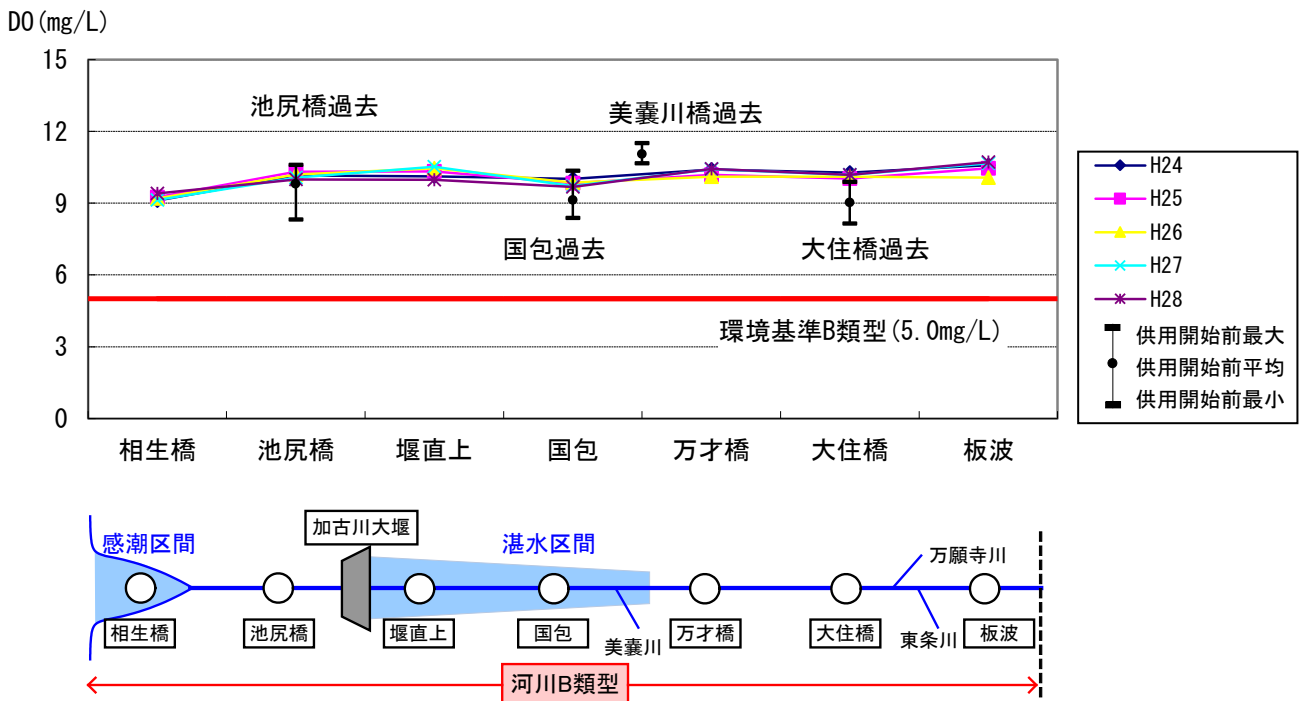 DO(mg/L)
15
12
9
6
3
0
池尻橋過去
美嚢川橋過去
国包過去
大住橋過去
環境基準B類型(5.0mg/L)
相生橋
池尻橋
堰直上
国包
万才橋
大住橋
板波
H24
H25
H26
H27
H28
供用開始前最大
供用開始前平均
供用開始前最小
感潮区間
加古川大堰
湛水区間
万願寺川
相生橋
池尻橋
堰直上
国包
美嚢川
万才橋
大住橋
東条川
板波
河川B類型